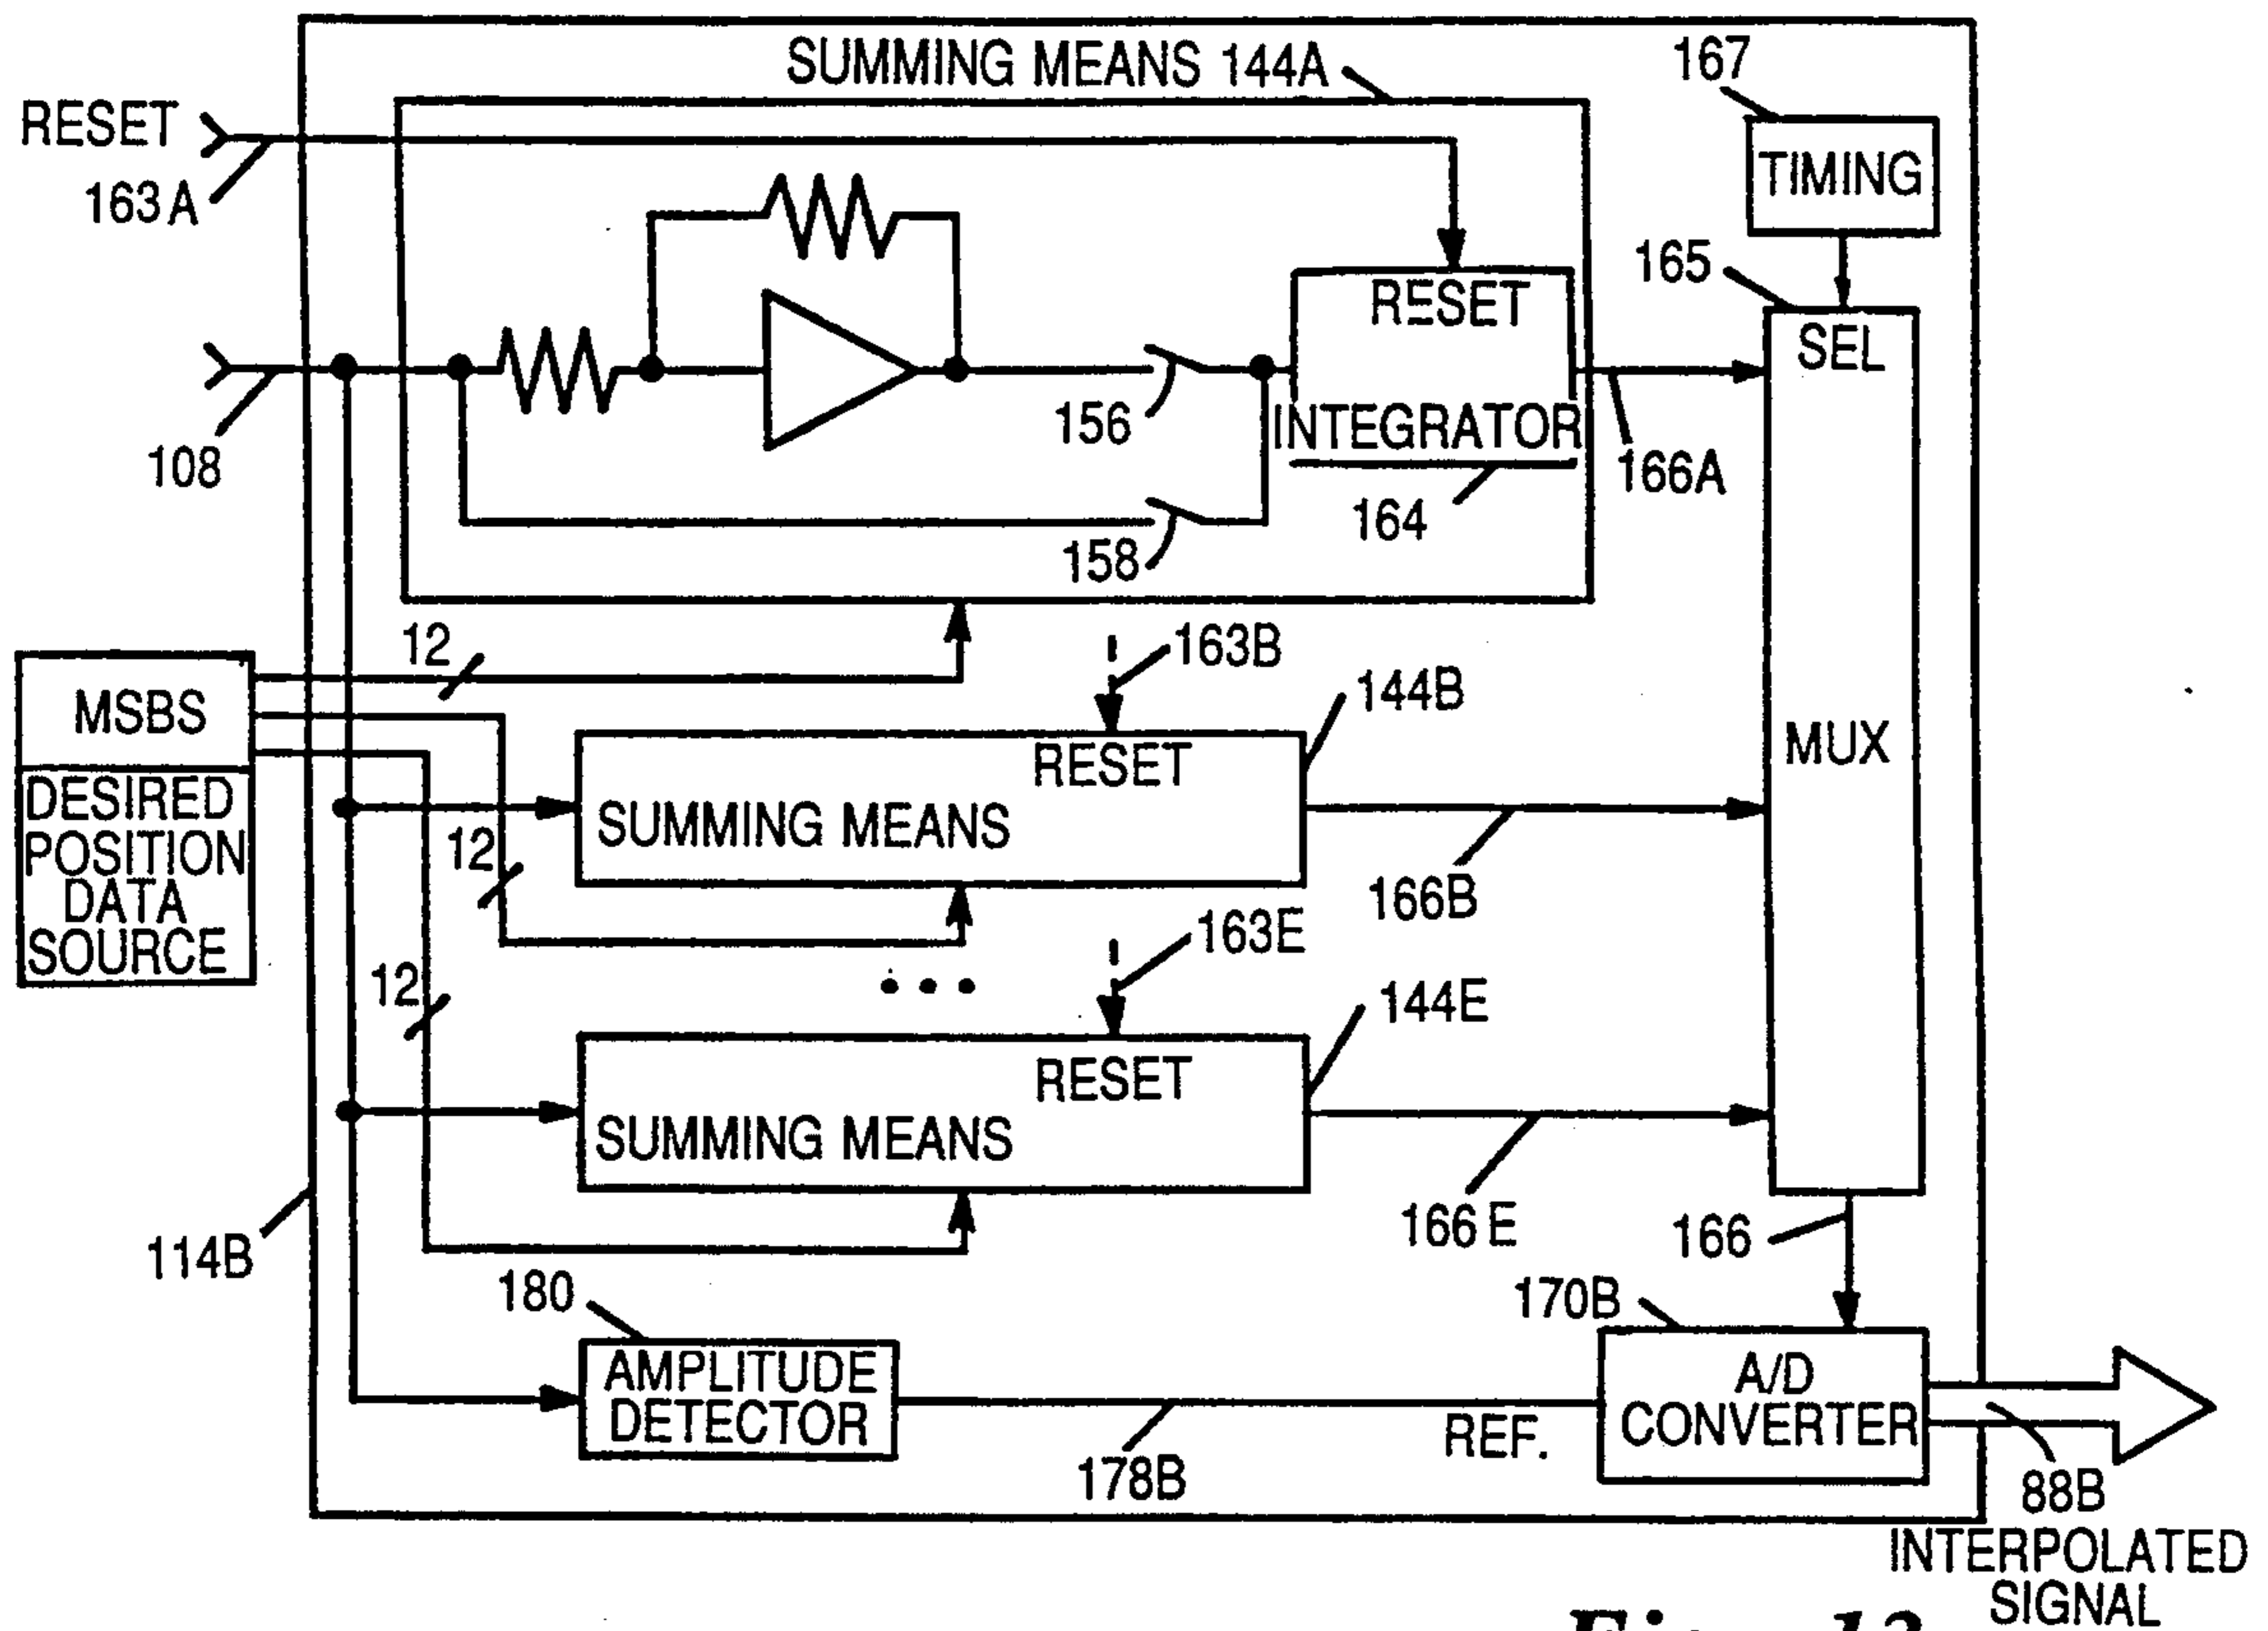 SUMMING MEANS 144A
167
RESET
163A
TIMING
165
RESET
SEL
156
INTEGRATOR
108
166A
164
158
12
163B
MSBS
144B
RESET
MUX
DESIRED
POSITION
DATA
SOURCE
12
SUMMING MEANS
166B
163E
12
• • •
144E
RESET
SUMMING MEANS
166E
166
114B
180
170B
AMPLITUDE
DETECTOR
A/D
CONVERTER
REF.
178B
88B
INTERPOLATED
SIGNAL